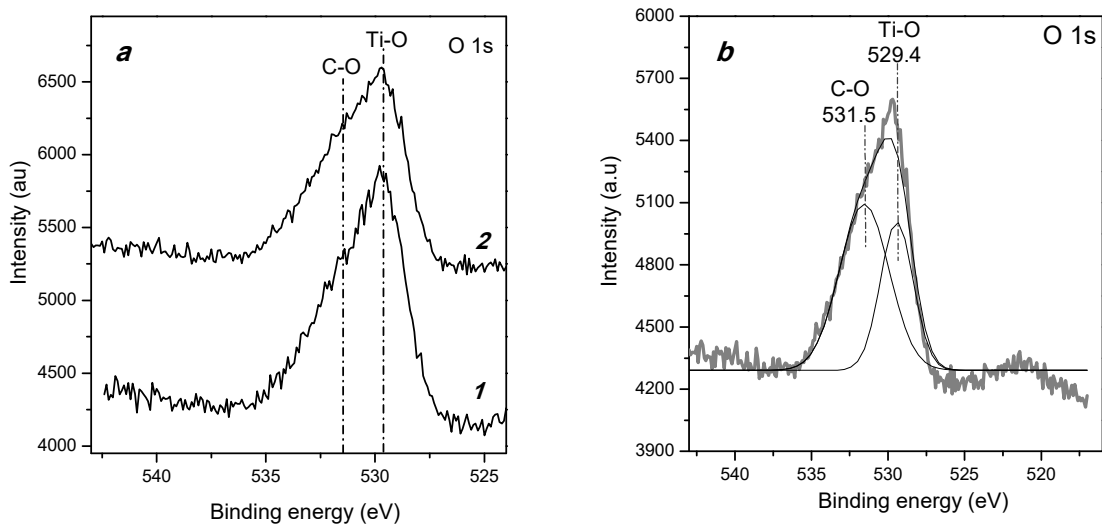 a
O 1s
Ti-O
C-O
2
1
6500
6000
5500
5000
4500
4000
540
535
530
525
Intensity (au)
Binding energy (eV)
b
O 1s
Ti-O
529.4
C-O
531.5
6000
5700
5400
5100
4800
4500
4200
3900
540
535
530
525
520
Intensity (a.u)
Binding energy (eV)